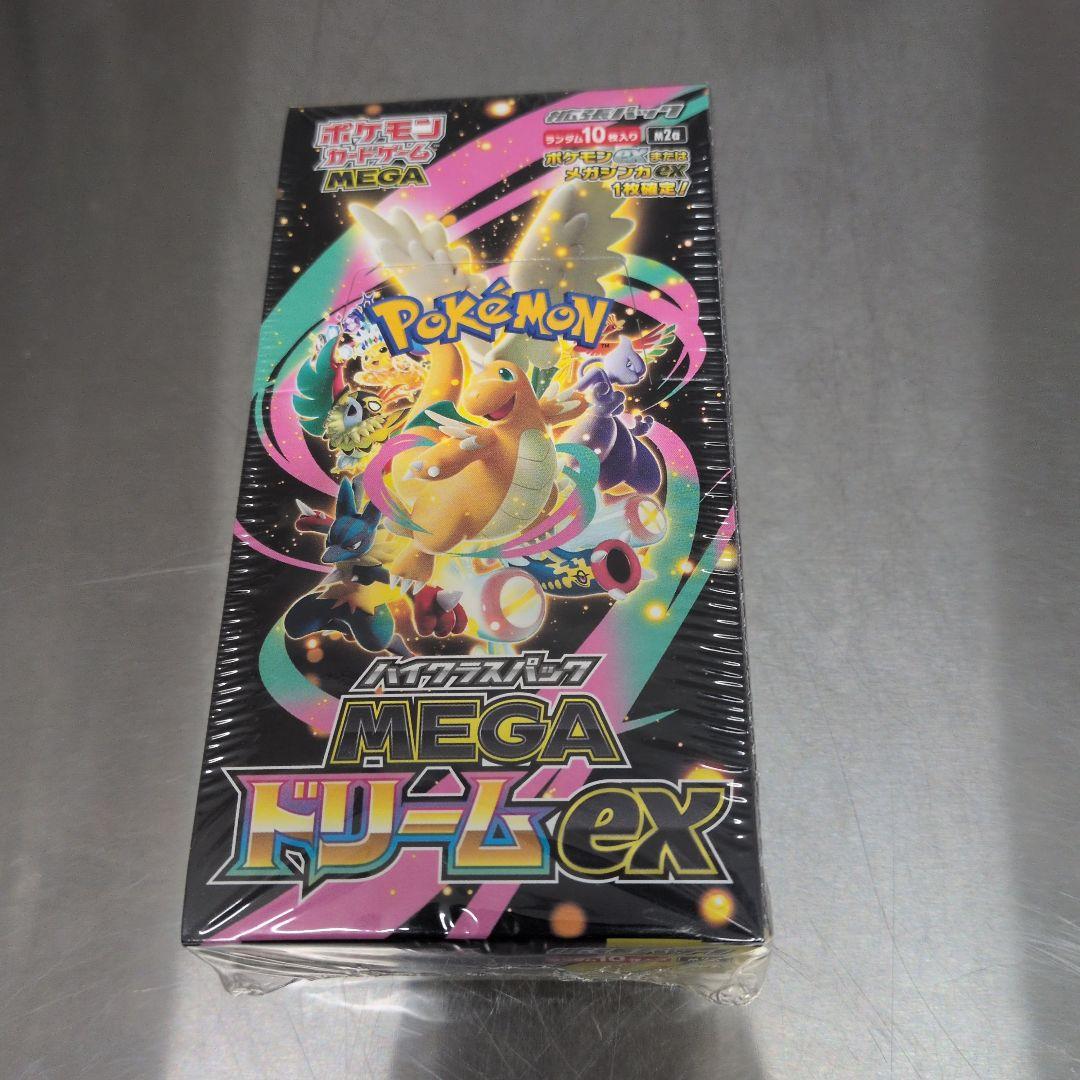 ポケモン
カードゲーム
MEGA
拡張パック
ランダム10枚入り M2a
ポケモンexまたは
メガシンカex
1枚確定!
POKéMON
TM
ハイクラスパック
MEGA
ドリームex